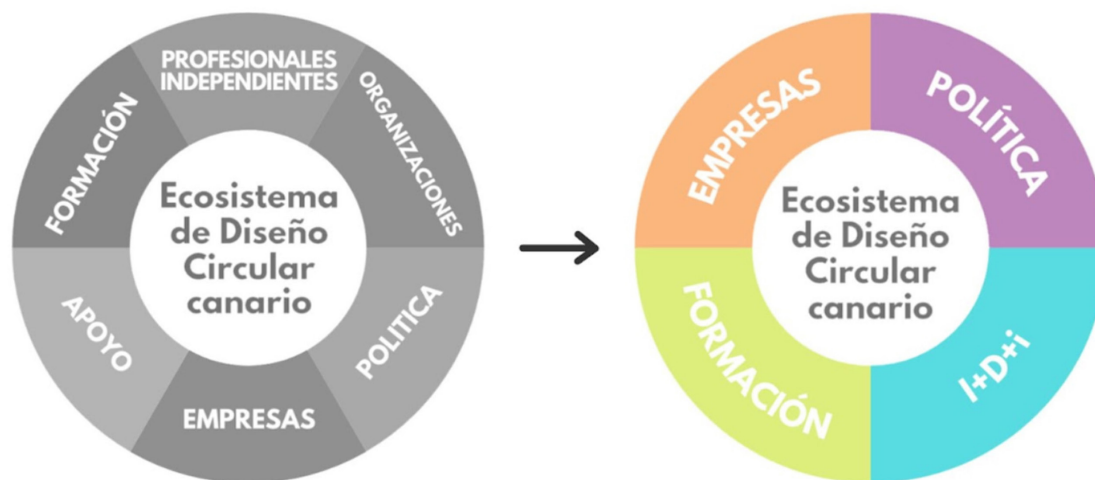 PROFESIONALES
INDEPENDIENTES
ORGANIZACIONES
POLITICA
EMPRESAS
APOYO
FORMACIÓN
Ecosistema
de Diseño
Circular
canario
EMPRESAS
POLÍTICA
I+D+i
FORMACIÓN
Ecosistema
de Diseño
Circular
canario